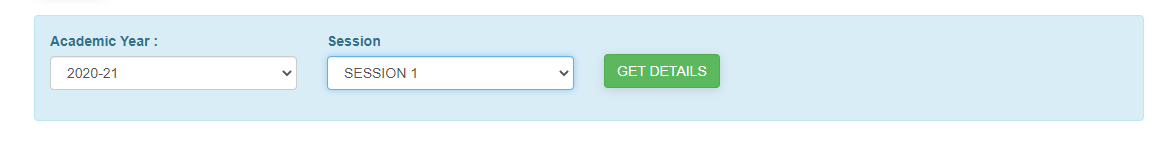 Academic Year :
Session
2020-21
SESSION 1
GET DETAILS